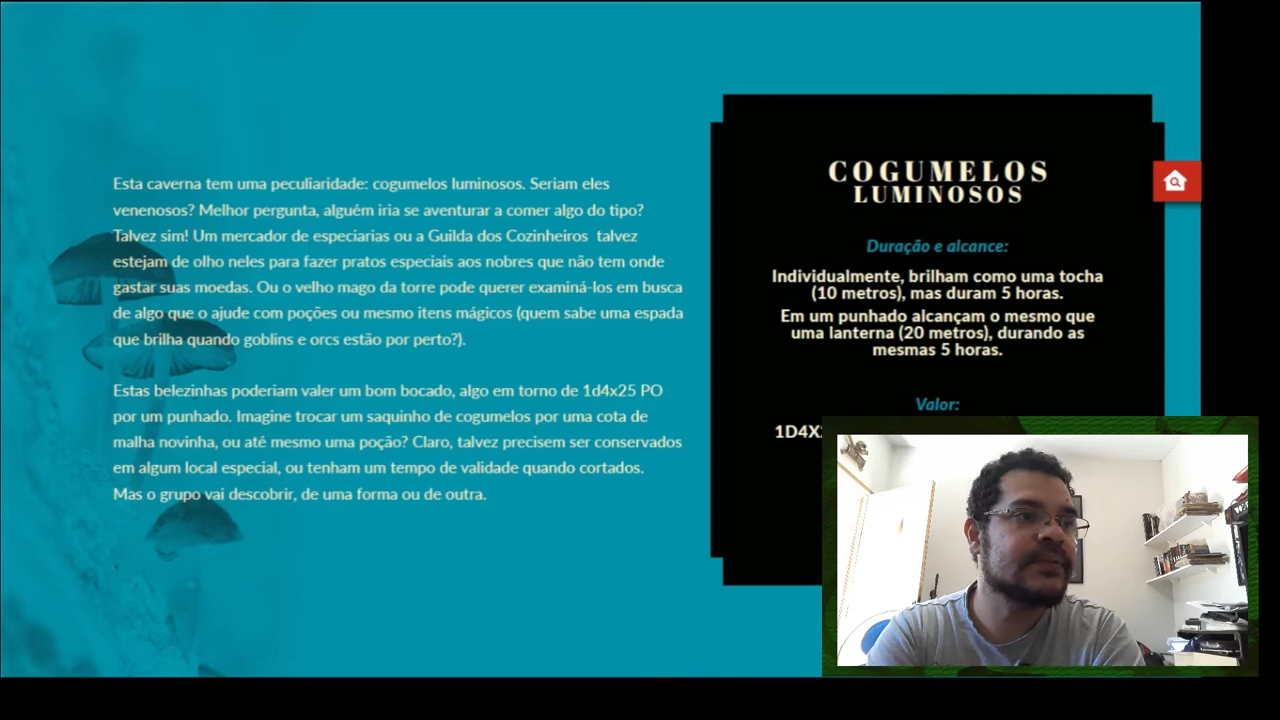 Esta caverna tem uma peculiaridade: cogumelos luminosos. Seriam eles
venenosos? Melhor pergunta, alguém iria se aventurar a comer algo do tipo?
Talvez sim! Um mercador de especiarias ou a Guilda dos Cozinheiros talvez
estejam de olho neles para fazer pratos especiais aos nobres que não tem onde
gastar suas moedas. Ou o velho mago da torre pode querer examiná-los em busca
de algo que o ajude com poções ou mesmo itens mágicos (quem sabe uma espada
que brilha quando goblins e orcs estão por perto?).
Estas belezinhas poderiam valer um bom bocado, algo em torno de 1d4x25 PO
por um punhado. Imagine trocar um saquinho de cogumelos por uma cota de
malha novinha, ou até mesmo uma poção? Claro, talvez precisem ser conservados
em algum local especial, ou tenham um tempo de validade quando cortados.
Mas o grupo vai descobrir, de uma forma ou de outra.
COGUMELOS
LUMINOSOS
Duração e alcance:
Individualmente, brilham como uma tocha
(10 metros), mas duram 5 horas.
Em um punhado alcançam o mesmo que
uma lanterna (20 metros), durando as
mesmas 5 horas.
Valor:
1D4X